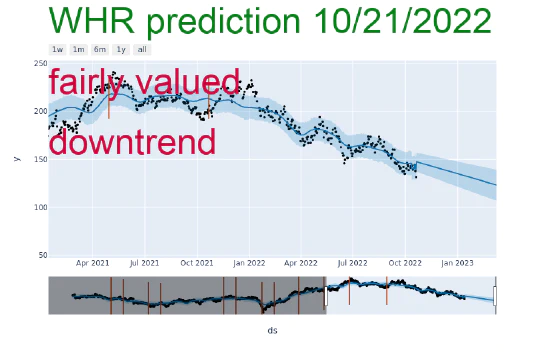 WHR prediction 10/21/2022
1w 1m 6m 1y all
250
fairly valued
200
downtrend
150
y
100
50
Apr 2021 Jul 2021 Oct 2021 Jan 2022 Apr 2022 Jul 2022 Oct 2022 Jan 2023
ds